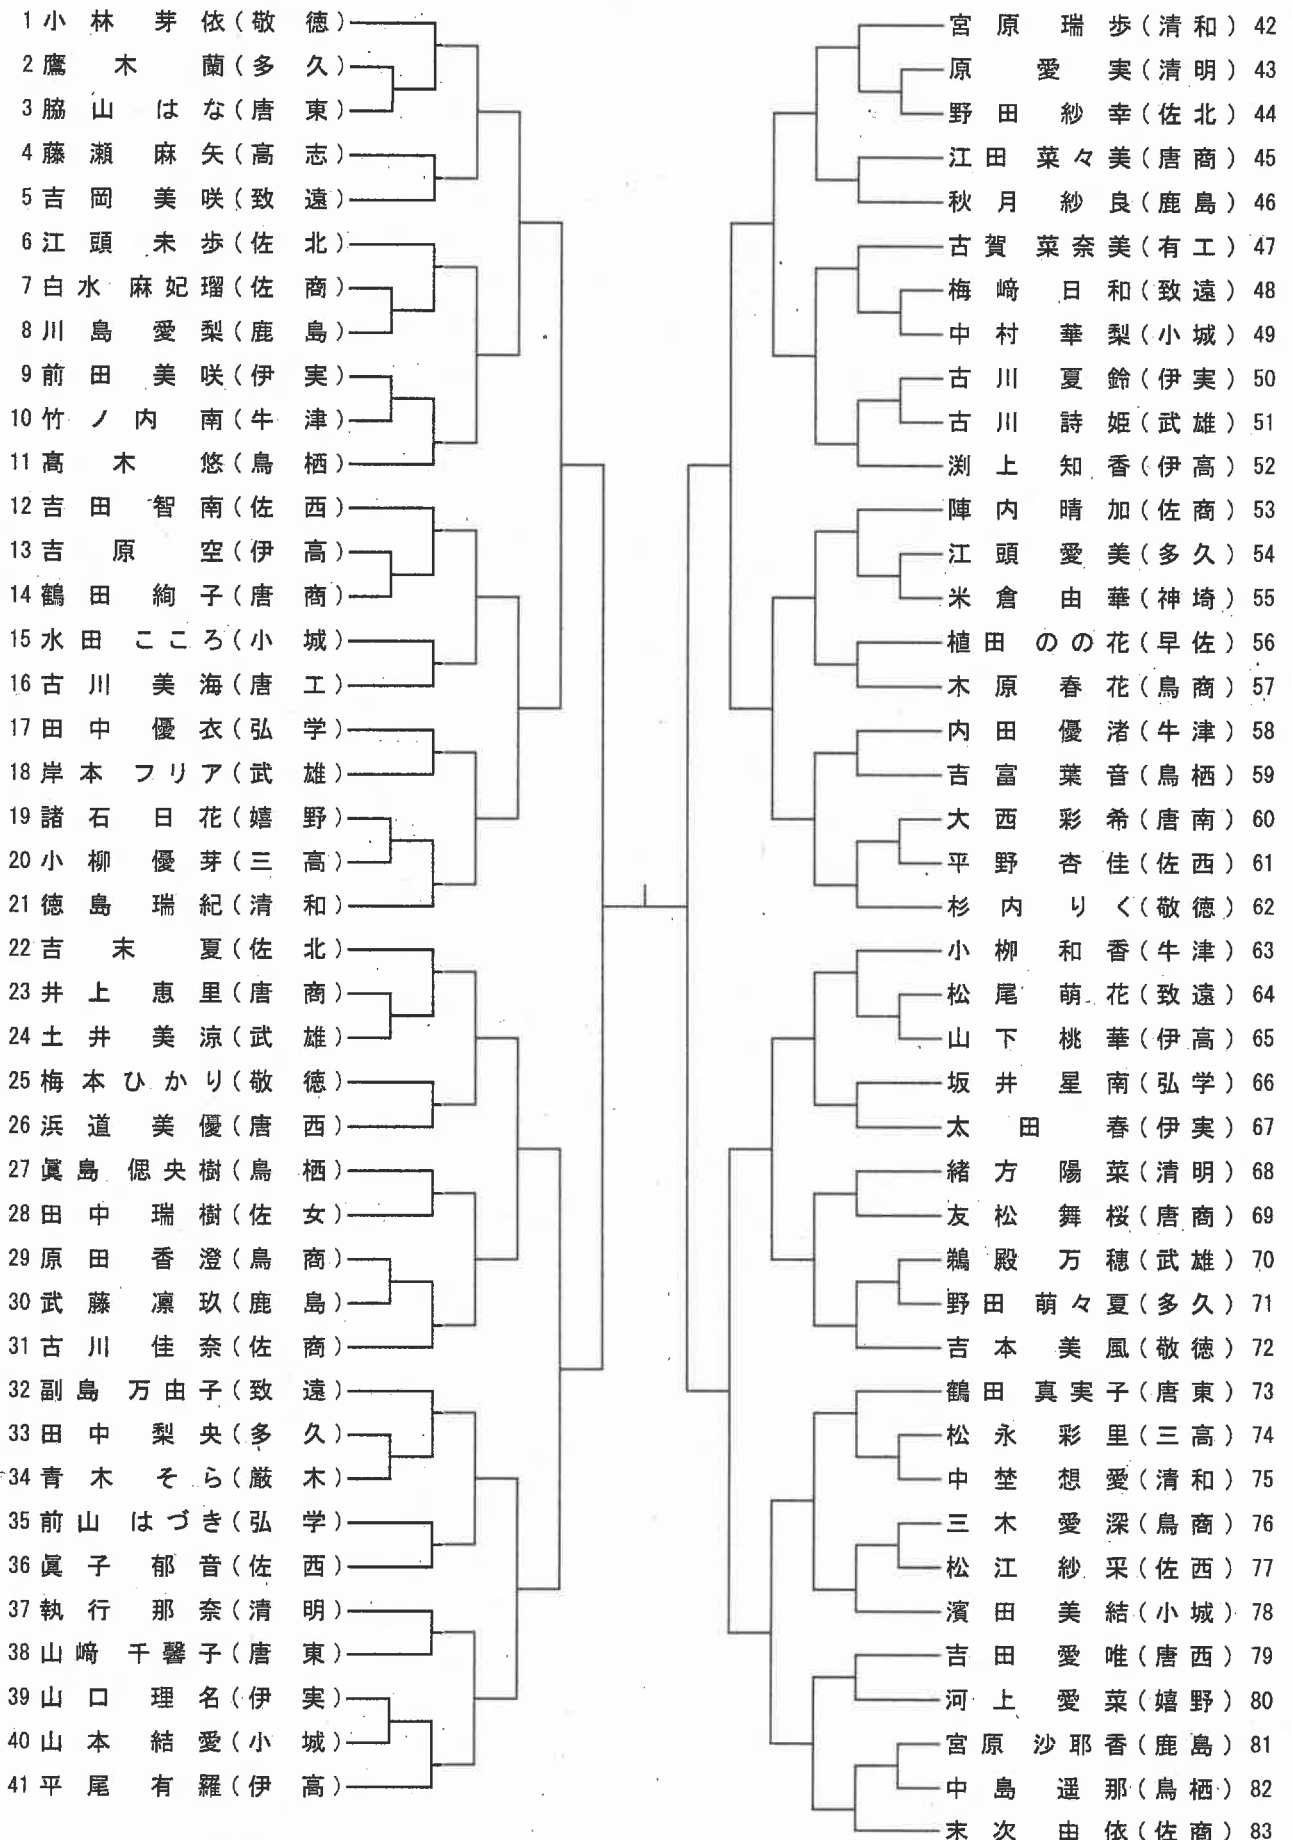 1 小林 芽依(敬徳)
2 鷹木 蘭(多久)
3 脇山 はな(唐東)
4 藤瀬 麻矢(高志)
5 吉岡 美咲(致遠)
6 江頭 未歩(佐北)
7 白水 麻妃瑠(佐商)
8 川島 愛梨(鹿島)
9 前田 美咲(伊実)
10 竹ノ内 南(牛津)
11 髙木 悠(鳥栖)
12 吉田 智南(佐西)
13 吉原 空(伊高)
14 鶴田 絢子(唐商)
15 水田 こころ(小城)
16 古川 美海(唐工)
17 田中 優衣(弘学)
18 岸本 フリア(武雄)
19 諸石 日花(嬉野)
20 小柳 優芽(三高)
21 徳島 瑞紀(清和)
22 吉末 夏(佐北)
23 井上 恵里(唐商)
24 土井 美涼(武雄)
25 梅本 ひかり(敬徳)
26 浜道 美優(唐西)
27 眞島 偲央樹(鳥栖)
28 田中 瑞樹(佐女)
29 原田 香澄(鳥商)
30 武藤 凛玖(鹿島)
31 古川 佳奈(佐商)
32 副島 万由子(致遠)
33 田中 梨央(多久)
34 青木 そら(厳木)
35 前山 はづき(弘学)
36 眞子 郁音(佐西)
37 執行 那奈(清明)
38 山﨑 千馨子(唐東)
39 山口 理名(伊実)
40 山本 結愛(小城)
41 平尾 有羅(伊高)
宮原 瑞歩(清和) 42
原 愛実(清明) 43
野田 紗幸(佐北) 44
江田 菜々美(唐商) 45
秋月 紗良(鹿島) 46
古賀 菜奈美(有工) 47
梅﨑 日和(致遠) 48
中村 華梨(小城) 49
古川 夏鈴(伊実) 50
古川 詩姫(武雄) 51
渕上 知香(伊高) 52
陣内 晴加(佐商) 53
江頭 愛美(多久) 54
米倉 由華(神埼) 55
植田 のの花(早佐) 56
木原 春花(鳥商) 57
内田 優渚(牛津) 58
吉富 葉音(鳥栖) 59
大西 彩希(唐南) 60
平野 杏佳(佐西) 61
杉内 りく(敬徳) 62
小柳 和香(牛津) 63
松尾 萌花(致遠) 64
山下 桃華(伊高) 65
坂井 星南(弘学) 66
太田 春(伊実) 67
緒方 陽菜(清明) 68
友松 舞桜(唐商) 69
鵜殿 万穂(武雄) 70
野田 萌々夏(多久) 71
吉本 美風(敬徳) 72
鶴田 真実子(唐東) 73
松永 彩里(三高) 74
中埜 想愛(清和) 75
三木 愛深(鳥商) 76
松江 紗采(佐西) 77
濱田 美結(小城) 78
吉田 愛唯(唐西) 79
河上 愛菜(嬉野) 80
宮原 沙耶香(鹿島) 81
中島 遥那(鳥栖) 82
末次 由依(佐商) 83